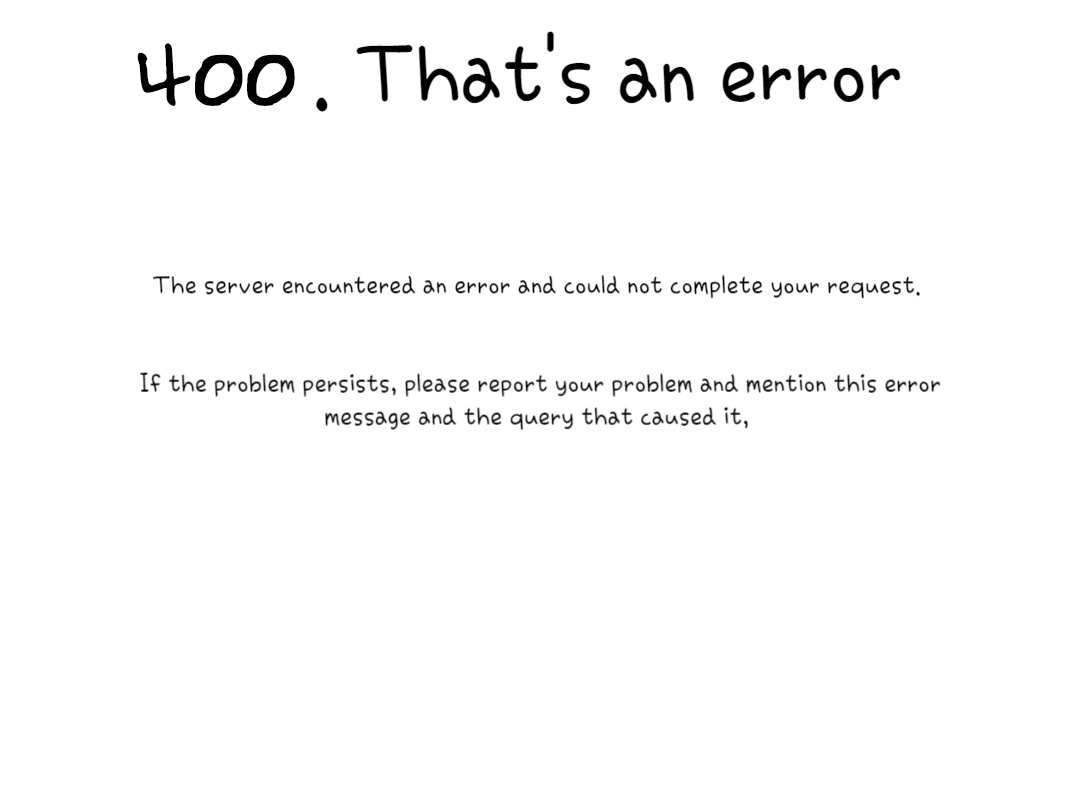 400. That's an error
The server encountered an error and could not complete your request.
If the problem persists, please report your problem and mention this error
message and the query that caused it,